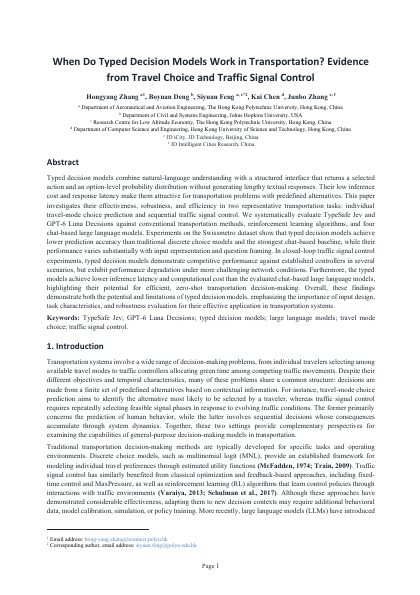 When Do Typed Decision Models Work in Transportation? Evidence
from Travel Choice and Traffic Signal Control
Hongyang Zhang a,1, Boyuan Deng b, Siyuan Feng c,*,2, Kai Chen d, Junbo Zhang e, f
a Department of Aeronautical and Aviation Engineering, The Hong Kong Polytechnic University, Hong Kong, China
b Department of Civil and Systems Engineering, Johns Hopkins University, USA
c Research Centre for Low Altitude Economy, The Hong Kong Polytechnic University, Hong Kong, China
d Department of Computer Science and Engineering, Hong Kong University of Science and Technology, Hong Kong, China
e JD iCity, JD Technology, Beijing, China
f JD Intelligent Cities Research, China
Abstract
Typed decision models combine natural-language understanding with a structured interface that returns a selected
action and an option-level probability distribution without generating lengthy textual responses. Their low inference
cost and response latency make them attractive for transportation problems with predefined alternatives. This paper
investigates their effectiveness, robustness, and efficiency in two representative transportation tasks: individual
travel-mode choice prediction and sequential traffic signal control. We systematically evaluate TypeSafe Jev and
GPT-6 Luna Decisions against conventional transportation methods, reinforcement learning algorithms, and four
chat-based large language models. Experiments on the Swissmetro dataset show that typed decision models achieve
lower prediction accuracy than traditional discrete choice models and the strongest chat-based baseline, while their
performance varies substantially with input representation and question framing. In closed-loop traffic signal control
experiments, typed decision models demonstrate competitive performance against established controllers in several
scenarios, but exhibit performance degradation under more challenging network conditions. Furthermore, the typed
models achieve lower inference latency and computational cost than the evaluated chat-based large language models,
highlighting their potential for efficient, zero-shot transportation decision-making. Overall, these findings
demonstrate both the potential and limitations of typed decision models, emphasizing the importance of input design,
task characteristics, and robustness evaluation for their effective application in transportation systems.
Keywords: TypeSafe Jev; GPT-6 Luna Decisions; typed decision models; large language models; travel mode
choice; traffic signal control.
1. Introduction
Transportation systems involve a wide range of decision-making problems, from individual travelers selecting among
available travel modes to traffic controllers allocating green time among competing traffic movements. Despite their
different objectives and temporal characteristics, many of these problems share a common structure: decisions are
made from a finite set of predefined alternatives based on contextual information. For instance, travel-mode choice
prediction aims to identify the alternative most likely to be selected by a traveler, whereas traffic signal control
requires repeatedly selecting feasible signal phases in response to evolving traffic conditions. The former primarily
concerns the prediction of human behavior, while the latter involves sequential decisions whose consequences
accumulate through system dynamics. Together, these two settings provide complementary perspectives for
examining the capabilities of general-purpose decision-making models in transportation.
Traditional transportation decision-making methods are typically developed for specific tasks and operating
environments. Discrete choice models, such as multinomial logit (MNL), provide an established framework for
modeling individual travel preferences through estimated utility functions (McFadden, 1974; Train, 2009). Traffic
signal control has similarly benefited from classical optimization and feedback-based approaches, including fixed-
time control and MaxPressure, as well as reinforcement learning (RL) algorithms that learn control policies through
interactions with traffic environments (Varaiya, 2013; Schulman et al., 2017). Although these approaches have
demonstrated considerable effectiveness, adapting them to new decision contexts may require additional behavioral
data, model calibration, simulation, or policy training. More recently, large language models (LLMs) have introduced
1 Email address: hong-yang.zhang@connect.polyu.hk
2 Corresponding author, email address: siyuan.feng@polyu.edu.hk
Page 1